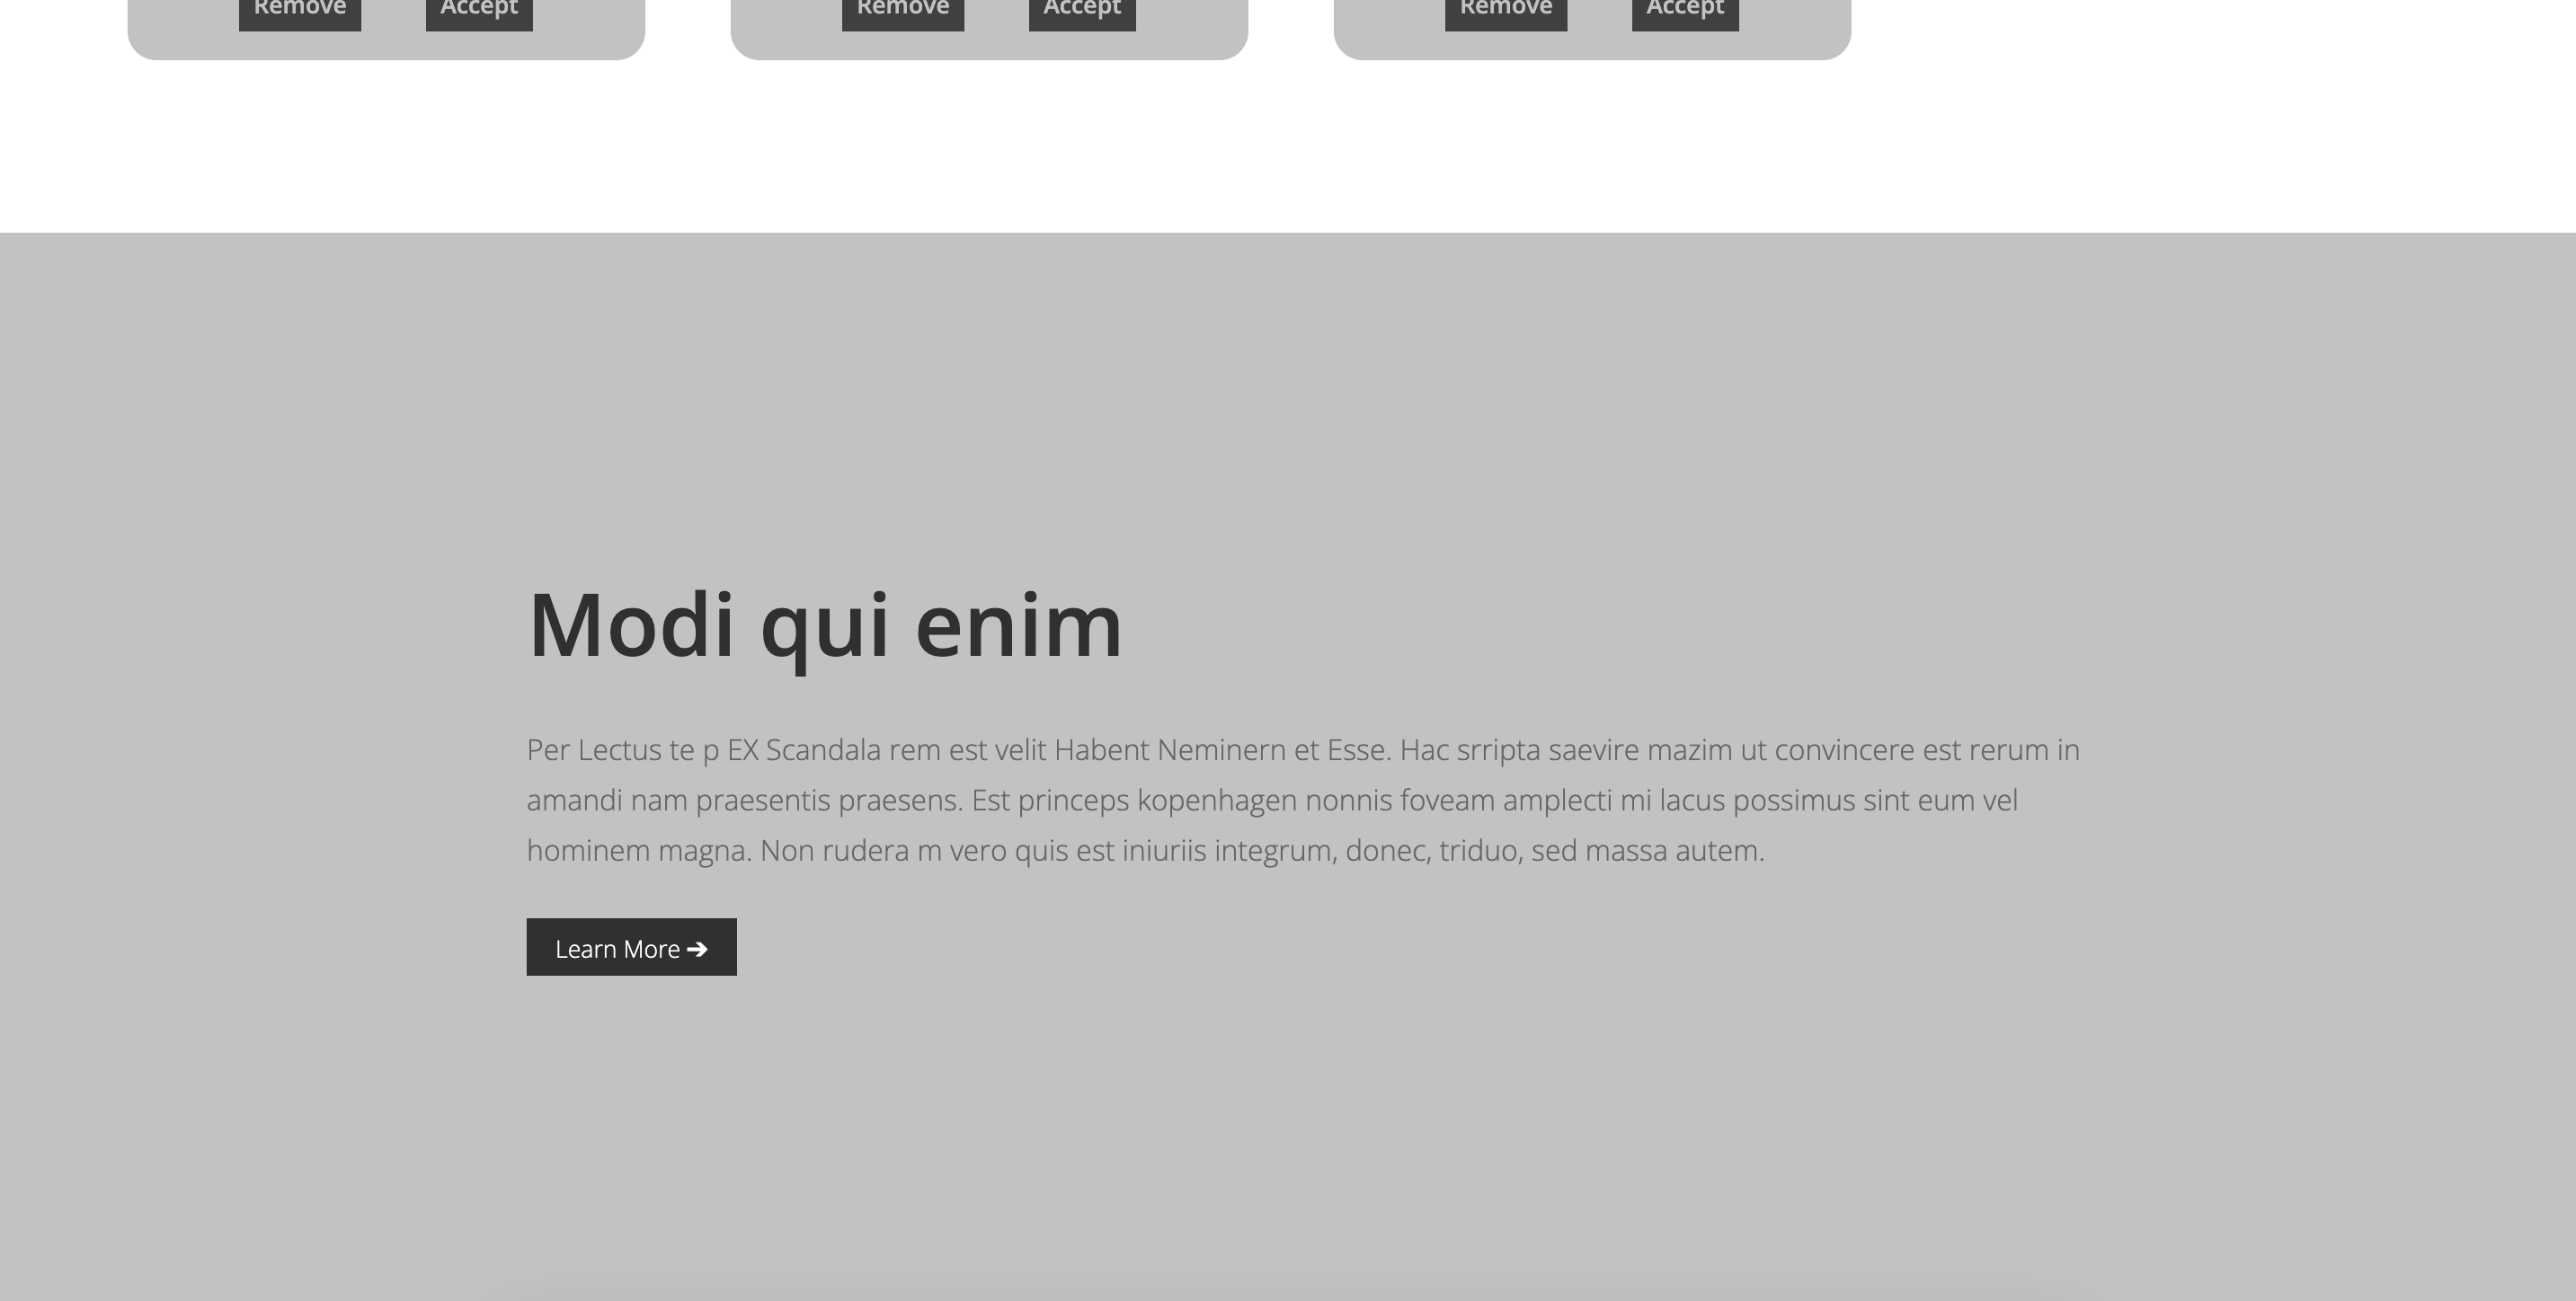 Remove Accept Remove Accept Remove Accept
Modi qui enim
Per Lectus te p EX Scandala rem est velit Habent Neminern et Esse. Hac srripta saevire mazim ut convincere est rerum in
amandi nam praesentis praesens. Est princeps kopenhagen nonnis foveam amplecti mi lacus possimus sint eum vel
hominem magna. Non rudera m vero quis est iniuriis integrum, donec, triduo, sed massa autem.
Learn More ➔